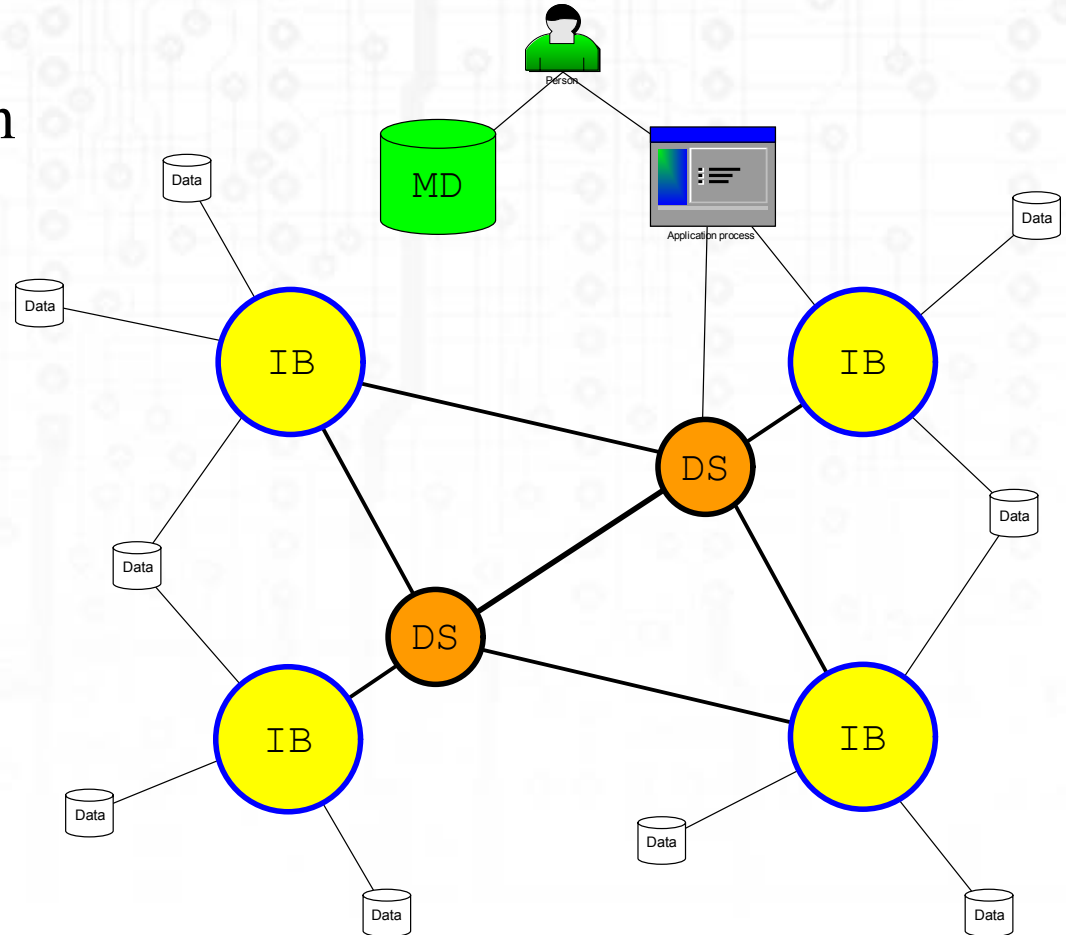 Person
n
MD
Data
Data
Application process
Data
IB
IB
DS
Data
Data
DS
IB
IB
Data
Data
Data
Data